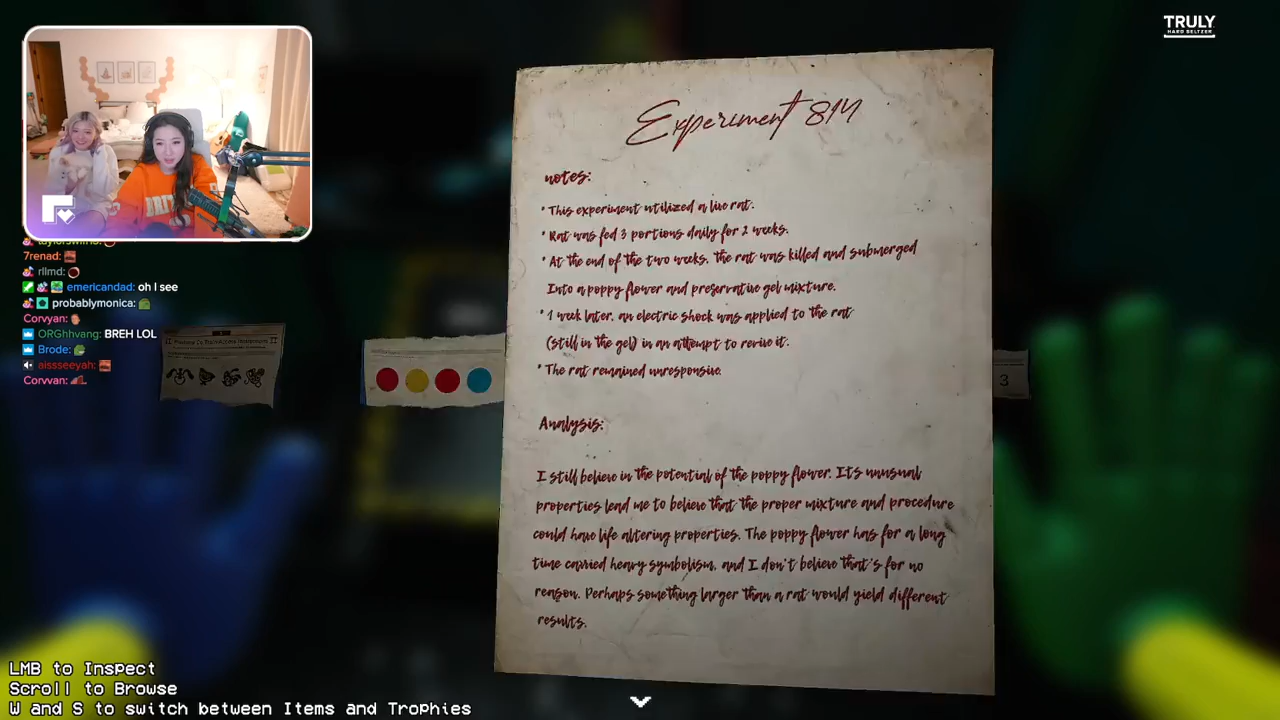 TRULY
HARD SELTZER
7renad:
rllmd:
emericandad: oh I see
probablymonica:
Corvyan:
ORGhhvang: BREH LOL
Brode:
aissseeyah:
Corvvan:
3
Experiment 814
notes:
• This experiment utilized a live rat.
• Rat was fed 3 portions daily for 2 weeks.
• At the end of the two weeks, the rat was killed and submerged
Into a poppy flower and preservative gel mixture.
• 1 week later, an electric shock was applied to the rat
(still in the gel) in an attempt to revive it.
• The rat remained unresponsive.
Analysis:
I still believe in the potential of the poppy flower. Its unusual
properties lead me to believe that the proper mixture and procedure
could have life altering properties. The poppy flower has for a long
time carried heavy symbolism, and I don't believe that's for no
reason. Perhaps something larger than a rat would yield different
results.
LMB to Inspect
Scroll to Browse
W and S to switch between Items and Trophies